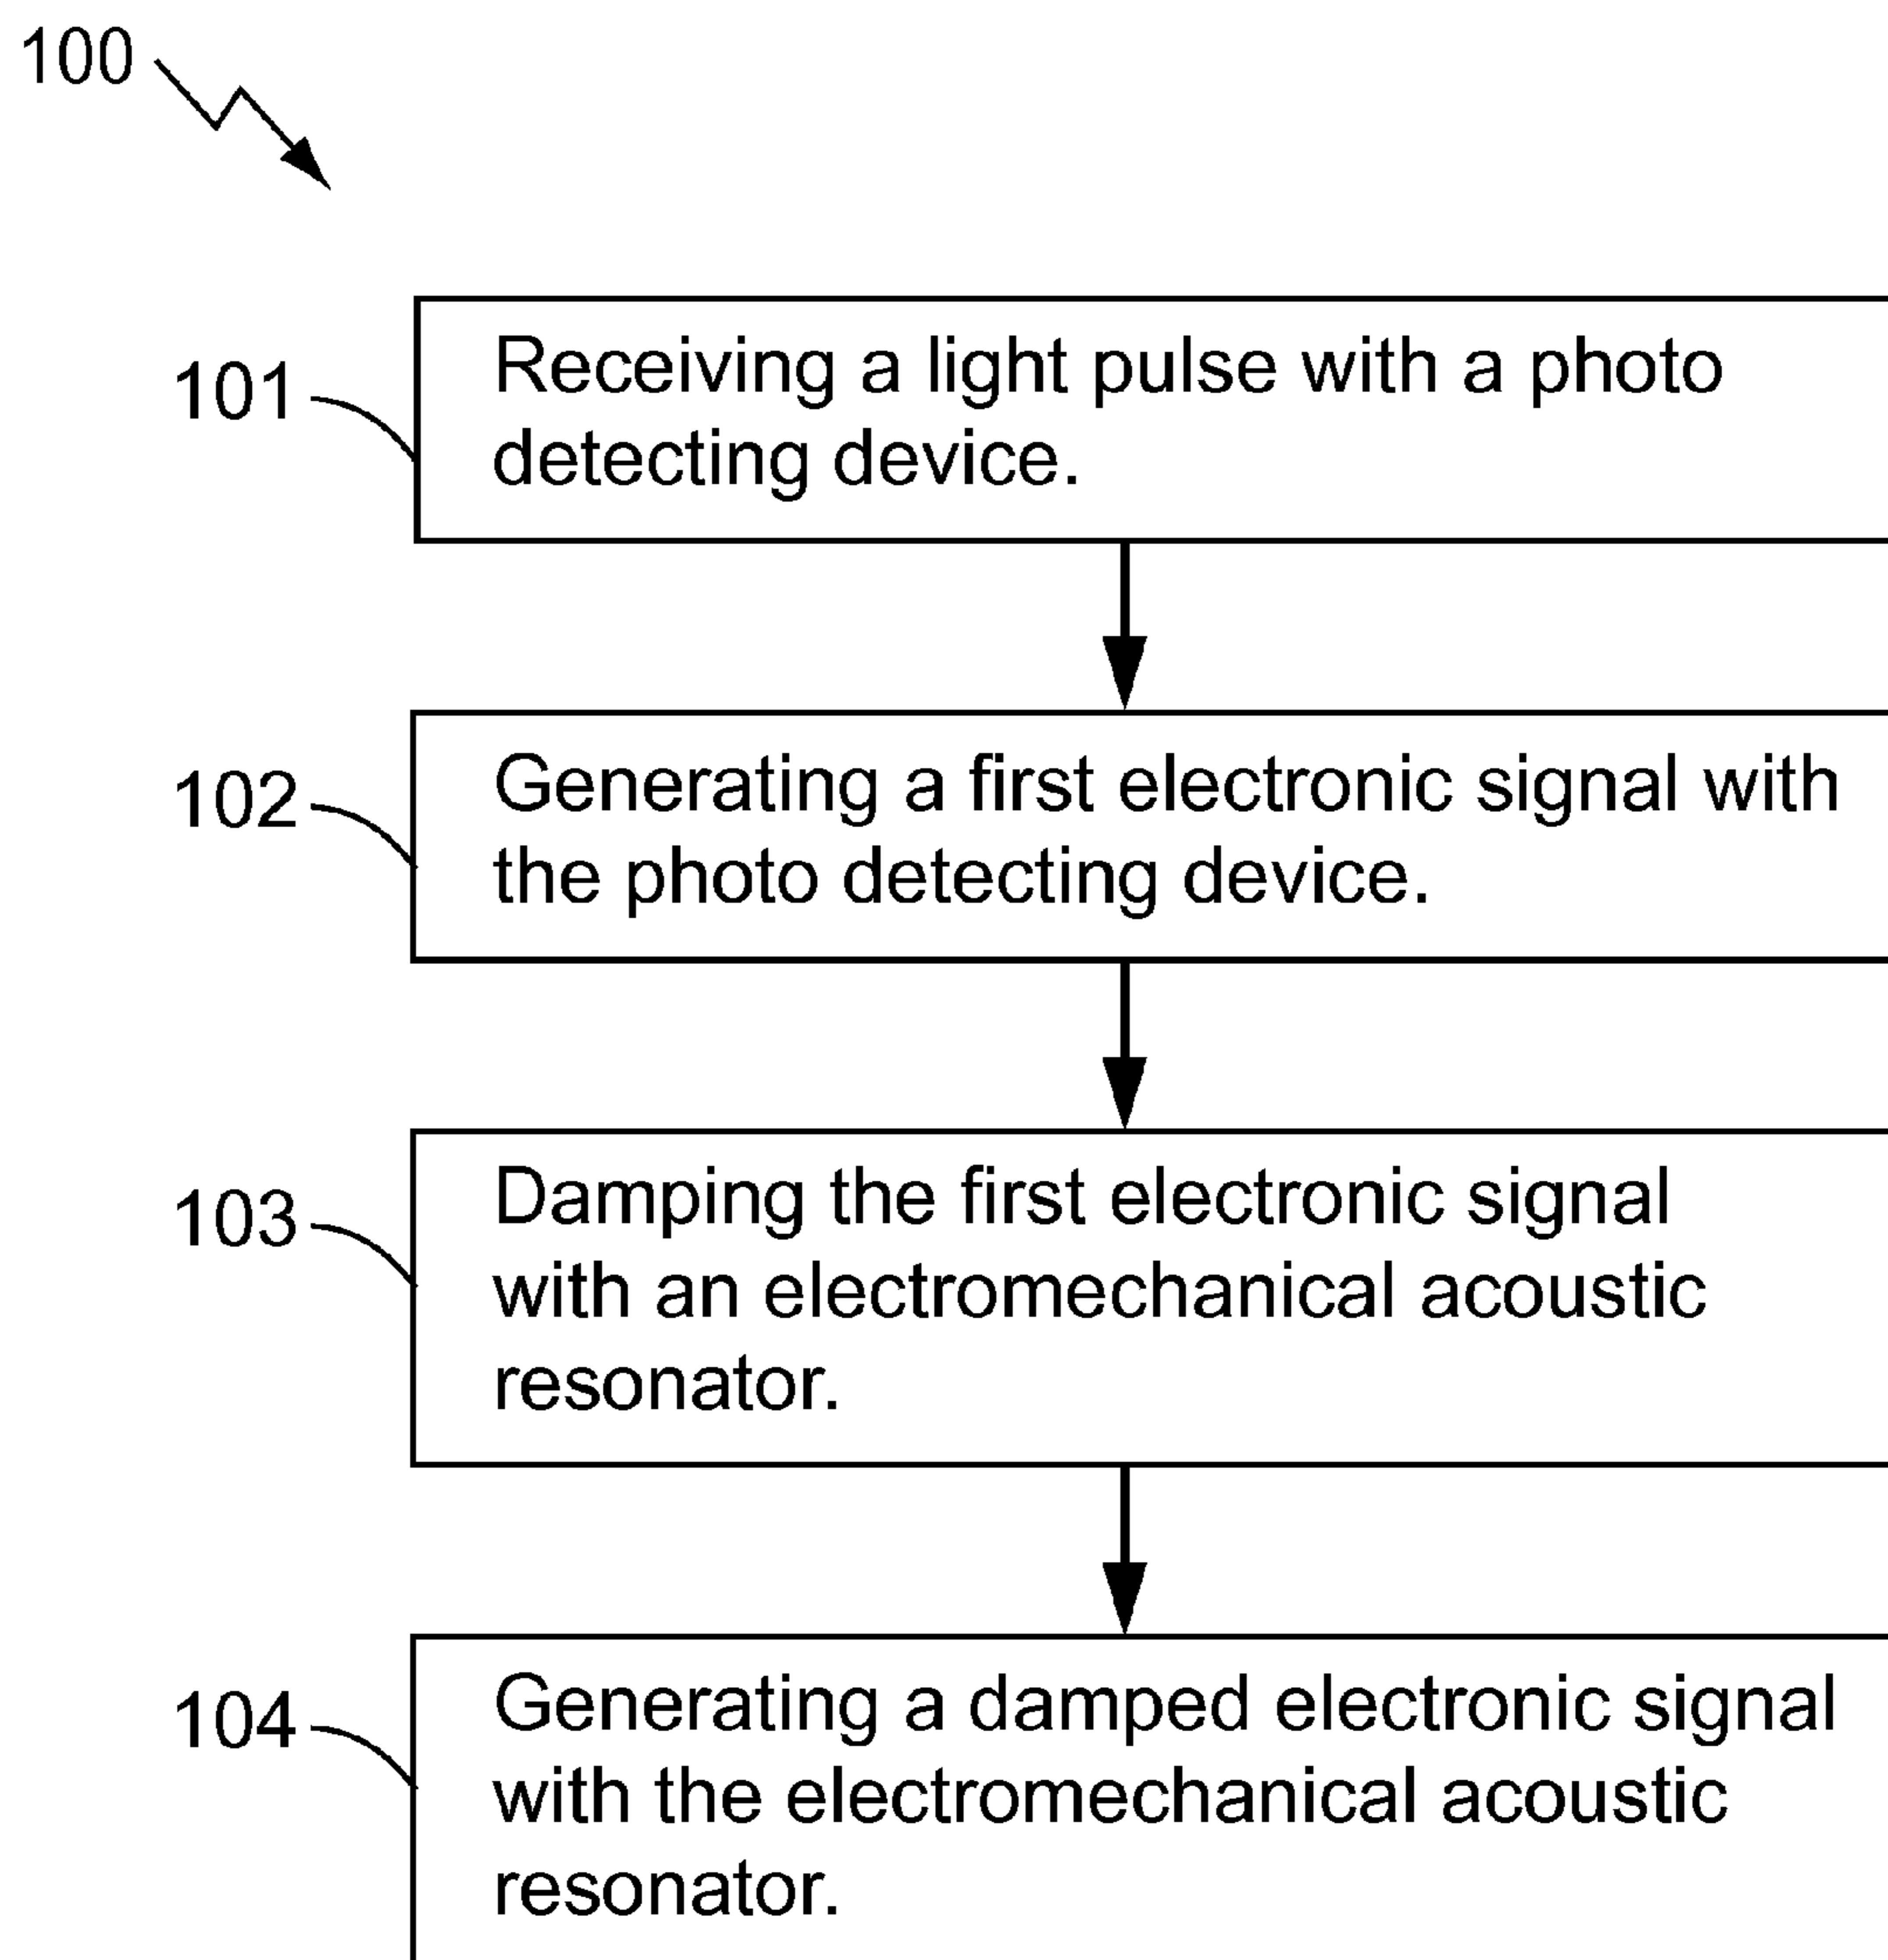 100
101
Receiving a light pulse with a photo
detecting device.
102
Generating a first electronic signal with
the photo detecting device.
103
Damping the first electronic signal
with an electromechanical acoustic
resonator.
104
Generating a damped electronic signal
with the electromechanical acoustic
resonator.